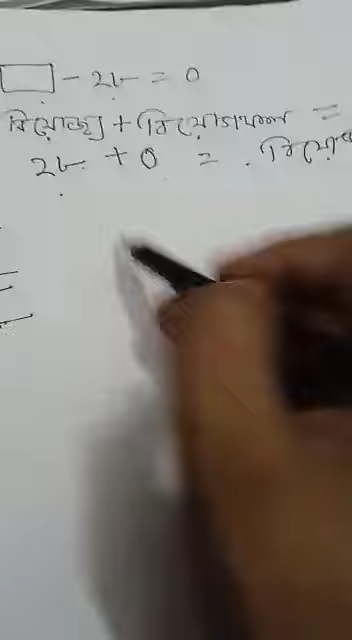 □ - ২৮ = ০
বিয়োজ্য + বিয়োগফল =
২৮ + ০ =